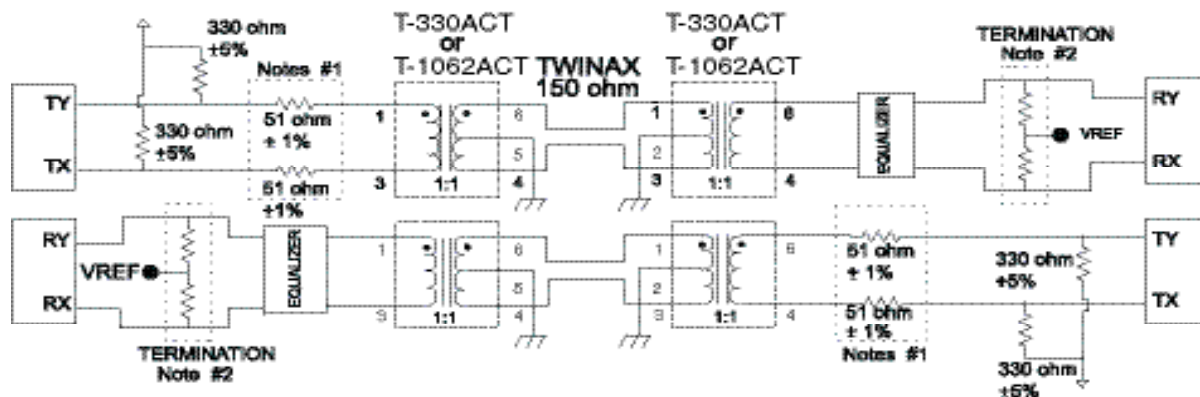 330 ohm
±5%
T-330ACT
or
T-1062ACT
T-330ACT
or
T-1062ACT
TWINAX
150 ohm
TERMINATION
Note #2
Notes #1
TY
51 ohm
± 1%
330 ohm
±5%
TX
51 ohm
±1%
1
3
6
5
4
1:1
1
2
3
6
4
1:1
EQUALIZER
VREF
RY
RX
RY
VREF
RX
TERMINATION
Note #2
EQUALIZER
1
3
6
5
4
1:1
1
2
3
6
4
1:1
51 ohm
± 1%
51 ohm
± 1%
Notes #1
330 ohm
±5%
330 ohm
±5%
TY
TX